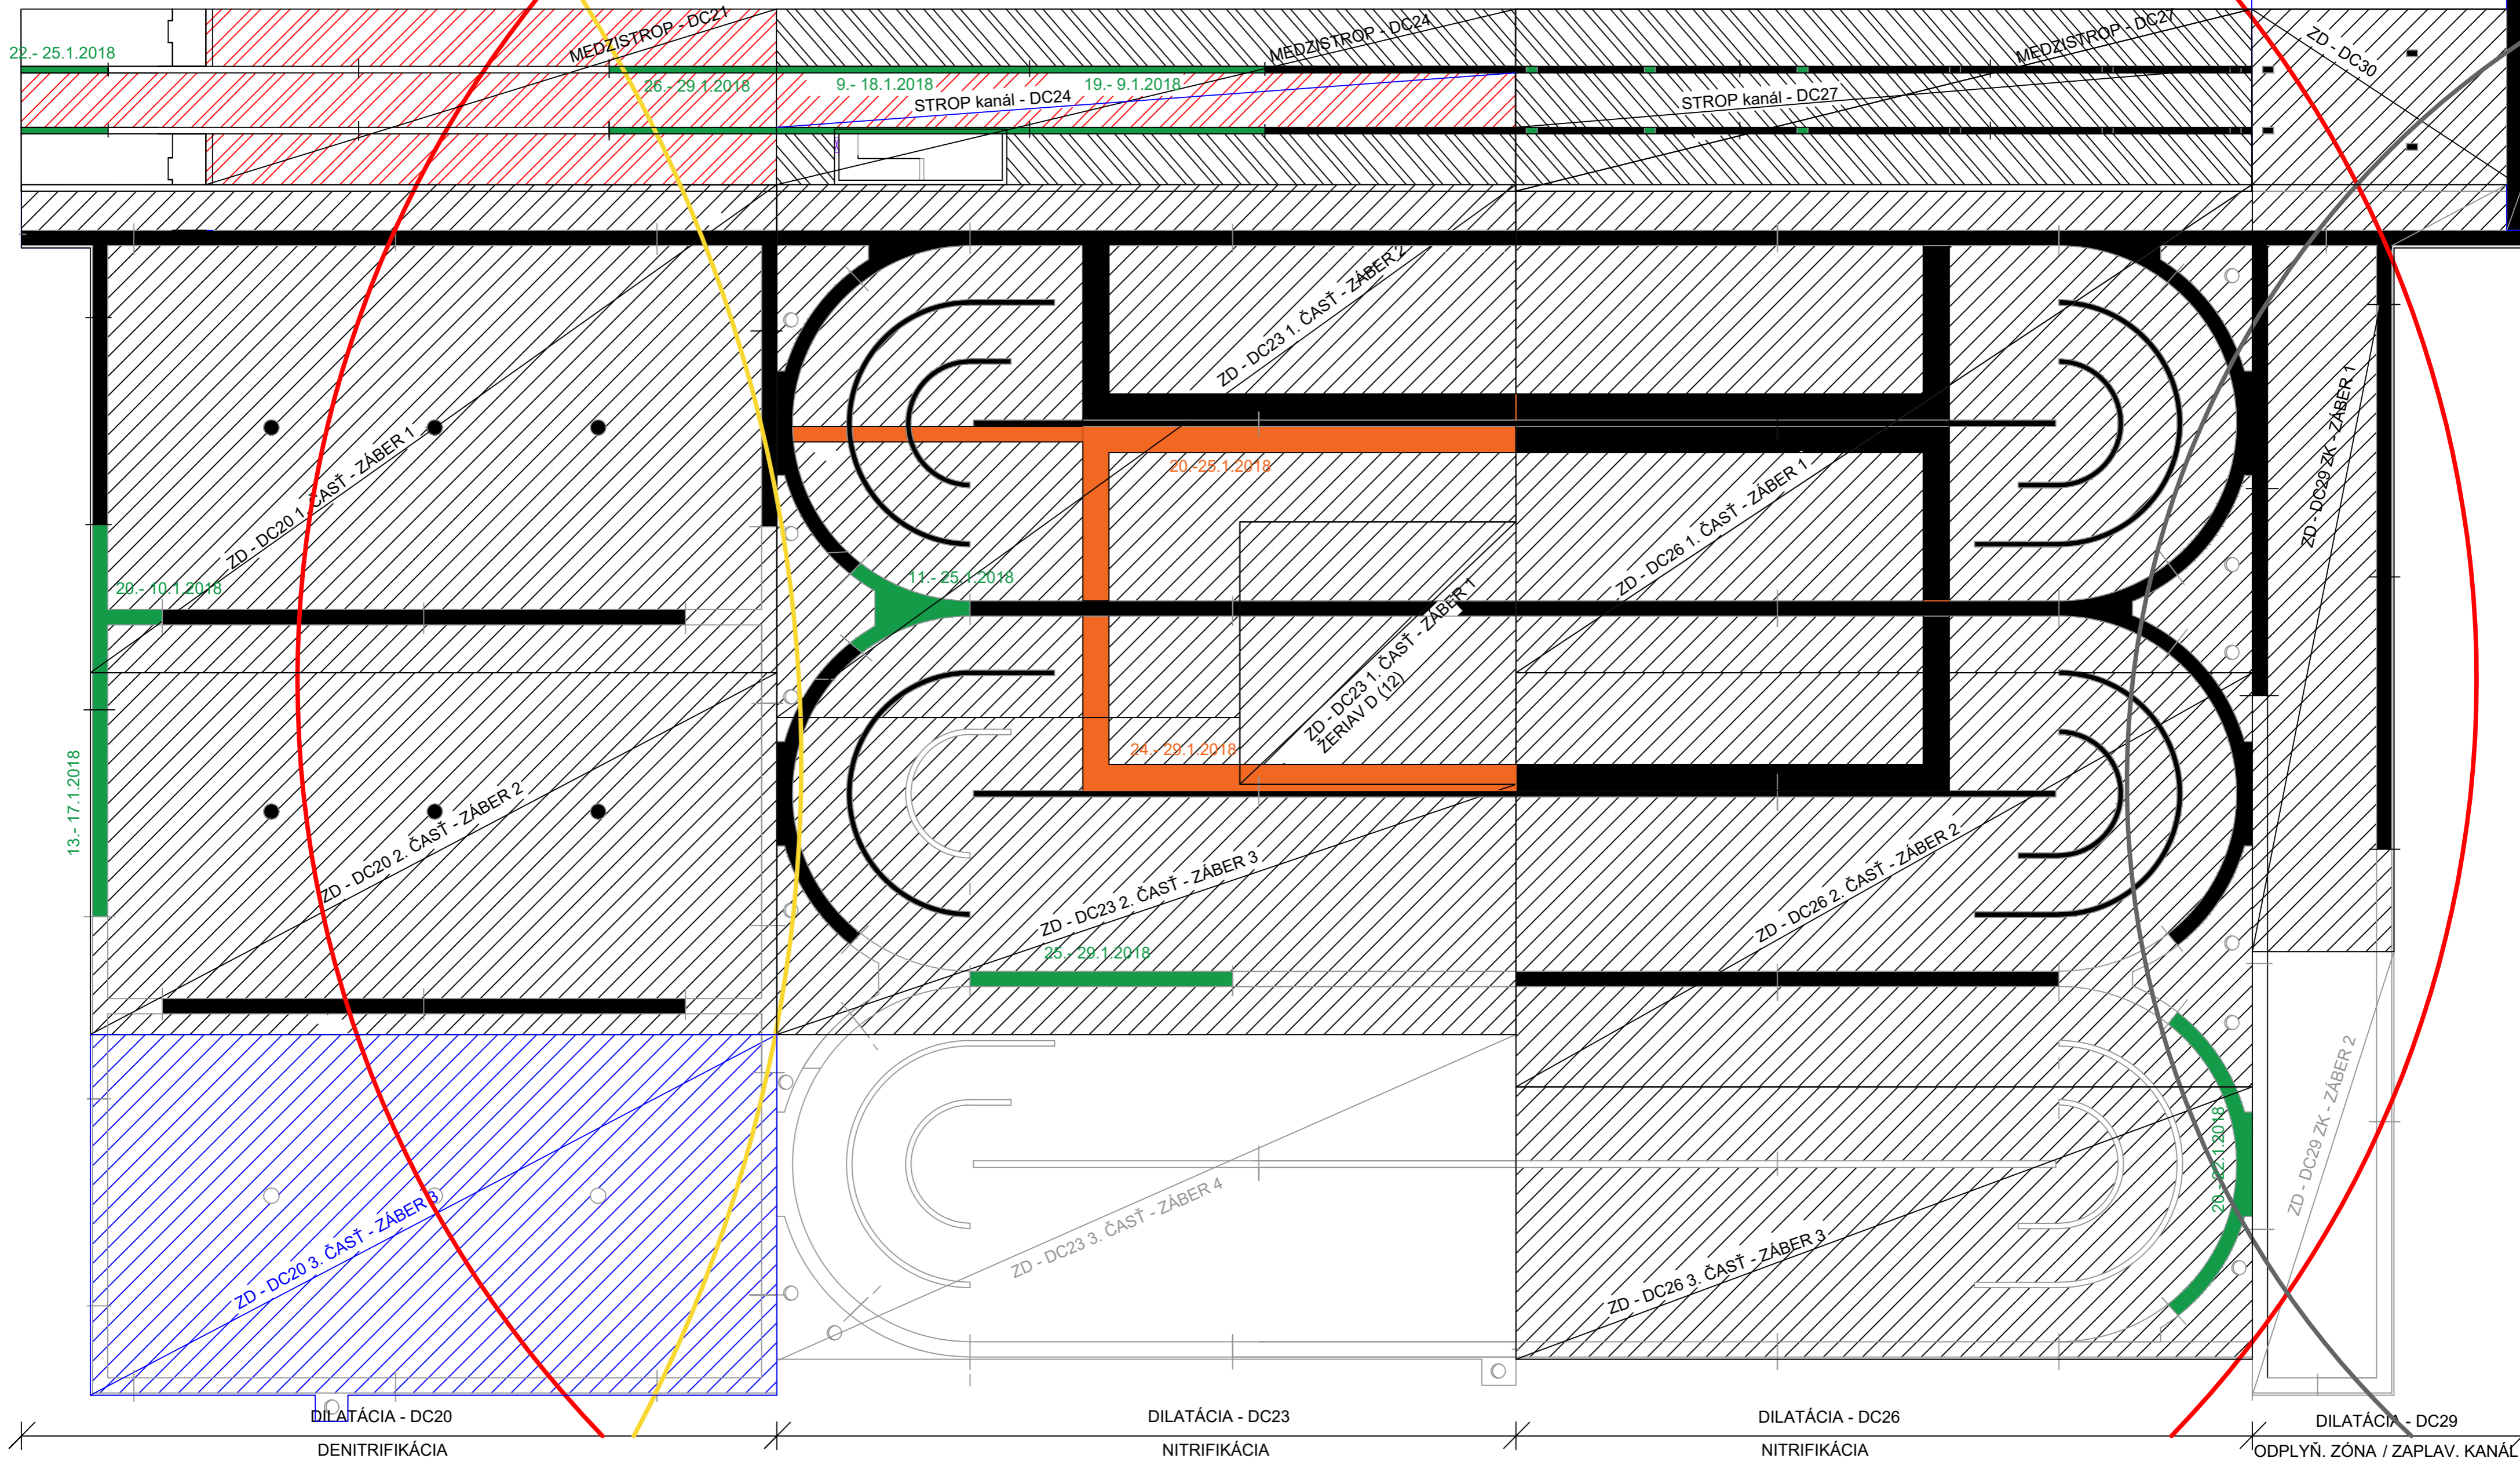 MEDZISTROP - DC21
MEDZISTROP - DC24
MEDZISTROP - DC27
ZD - DC30
22.- 25.1.2018
26.- 29.1.2018
9.- 18.1.2018
19.- 9.1.2018
STROP kanál - DC24
STROP kanál - DC27
ZD - DC23 1. ČASŤ - ZÁBER 2
ZD - DC20 1. ČASŤ - ZÁBER 1
20.-25.1.2018
ZD - DC26 1. ČASŤ - ZÁBER 1
ZD - DC29 ZK - ZÁBER 1
20.- 10.1.2018
11.- 25.1.2018
ZD - DC23 1. ČASŤ - ZÁBER 1
ŽERIAV D (12)
24.- 29.1.2018
13.- 17.1.2018
ZD - DC20 2. ČASŤ - ZÁBER 2
ZD - DC23 2. ČASŤ - ZÁBER 3
ZD - DC26 2. ČASŤ - ZÁBER 2
25.- 29.1.2018
20.- 22.1.2018
ZD - DC29 ZK - ZÁBER 2
ZD - DC20 3. ČASŤ - ZÁBER 3
ZD - DC23 3. ČASŤ - ZÁBER 4
ZD - DC26 3. ČASŤ - ZÁBER 3
DILATÁCIA - DC20
DILATÁCIA - DC23
DILATÁCIA - DC26
DILATÁCIA - DC29
DENITRIFIKÁCIA
NITRIFIKÁCIA
NITRIFIKÁCIA
ODPLYŇ. ZÓNA / ZAPLAV. KANÁL